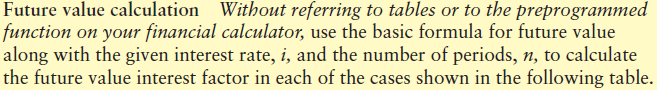 Future value calculation Without referring to tables or to the preprogrammed
function on your financial calculator, use the basic formula for future value
along with the given interest rate, i, and the number of periods, n, to calculate
the future value interest factor in each of the cases shown in the following table.